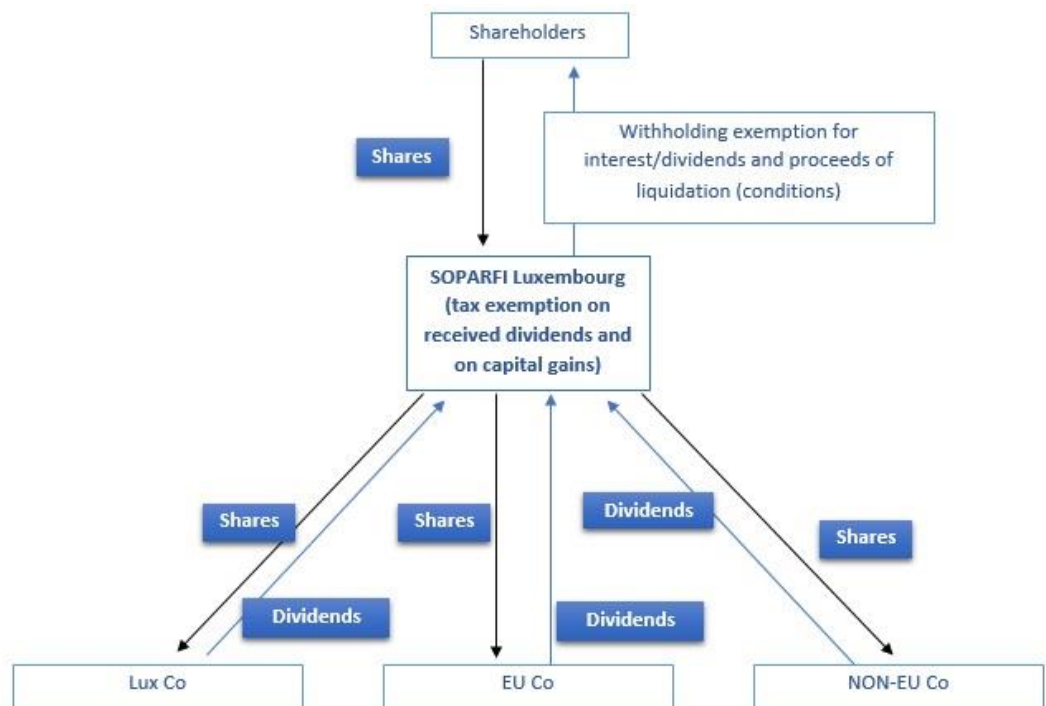 Shareholders
Shares
Withholding exemption for
interest/dividends and proceeds of
liquidation (conditions)
SOPARFI Luxembourg
(tax exemption on
received dividends and
on capital gains)
Shares
Shares
Dividends
Shares
Dividends
Dividends
Lux Co
EU Co
NON-EU Co